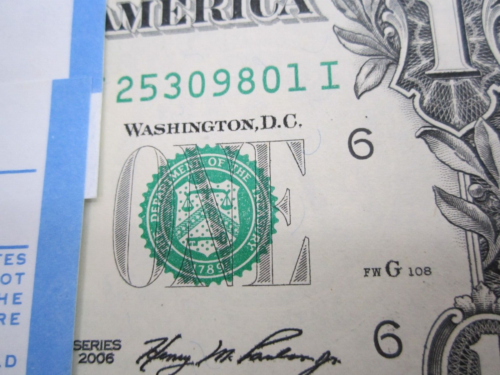 AMERICA
25309801 I
WASHINGTON, D.C.
6
ONE
THE DEPARTMENT OF THE TREASURY
1789
FW G 108
6
SERIES
2006
Henry M. Paulson, Jr.
OT
HE
RE
D